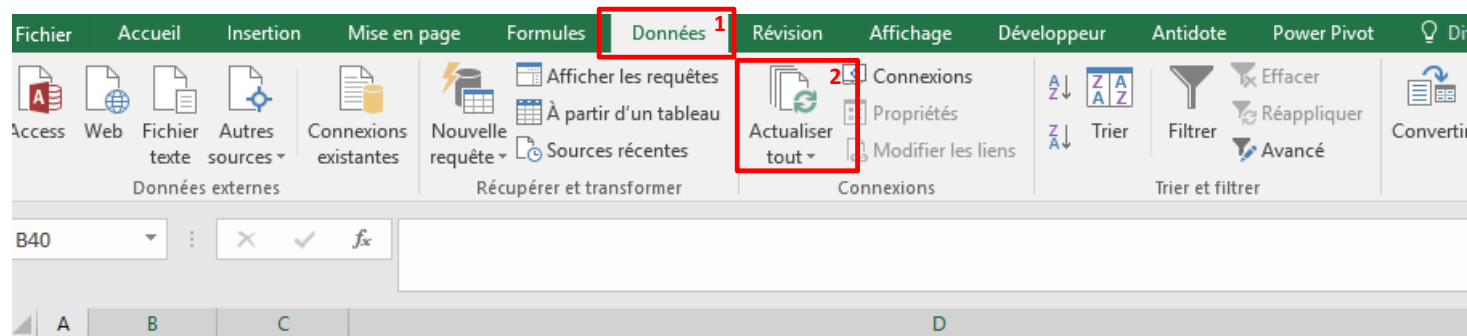 Fichier Accueil Insertion Mise en page Formules Données 1 Révision Affichage Développeur Antidote Power Pivot Di
Access
Web
Fichier texte
Autres sources
Connexions existantes
Données externes
Nouvelle requête
Afficher les requêtes
À partir d'un tableau
Sources récentes
Récupérer et transformer
Actualiser tout
2
Connexions
Propriétés
Modifier les liens
Connexions
A Z
Z A
Z A
A Z
Trier
Filtrer
Effacer
Réappliquer
Avancé
Trier et filtrer
Convertir
B40 fx
A B C D